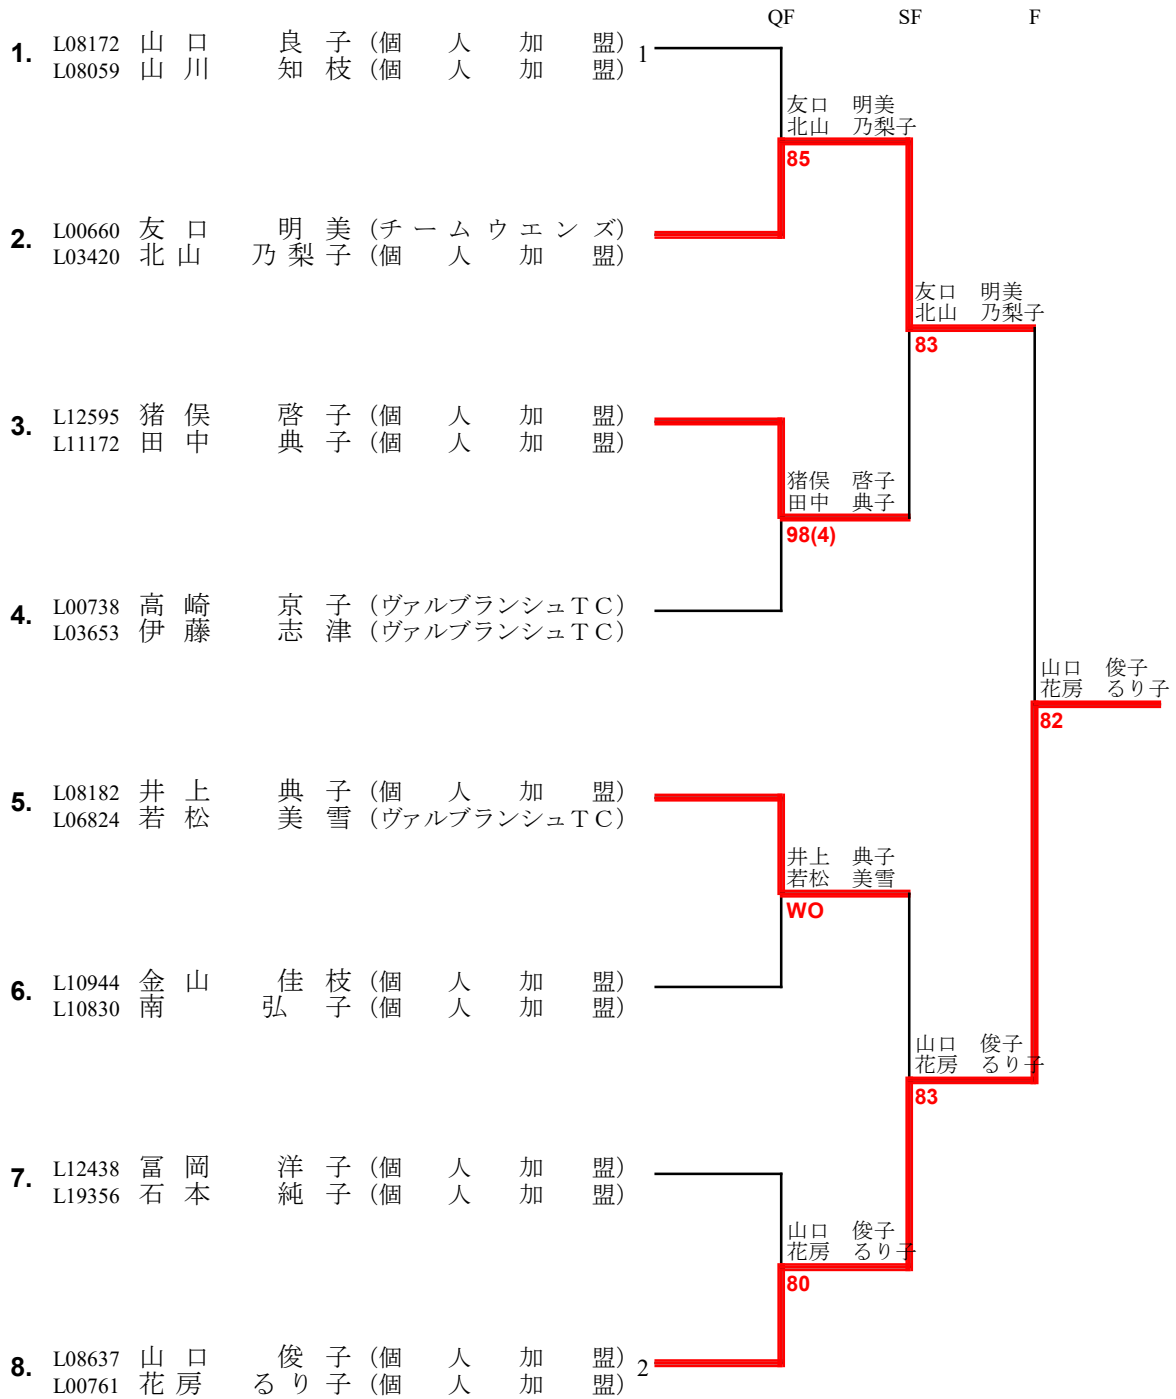 QF SF F
1. L08172 山口 良子 (個人加盟) 1
L08059 山川 知枝 (個人加盟)
友口 明美
北山 乃梨子
85
2. L00660 友口 明美 (チームウエンズ)
L03420 北山 乃梨子 (個人加盟)
友口 明美
北山 乃梨子
83
3. L12595 猪俣 啓子 (個人加盟)
L11172 田中 典子 (個人加盟)
猪俣 啓子
田中 典子
98(4)
4. L00738 高崎 京子 (ヴァルブランシュTC)
L03653 伊藤 志津 (ヴァルブランシュTC)
山口 俊子
花房 るり子
82
5. L08182 井上 典子 (個人加盟)
L06824 若松 美雪 (ヴァルブランシュTC)
井上 典子
若松 美雪
WO
6. L10944 金山 佳枝 (個人加盟)
L10830 南 弘子 (個人加盟)
山口 俊子
花房 るり子
83
7. L12438 冨岡 洋子 (個人加盟)
L19356 石本 純子 (個人加盟)
山口 俊子
花房 るり子
80
8. L08637 山口 俊子 (個人加盟) 2
L00761 花房 るり子 (個人加盟)